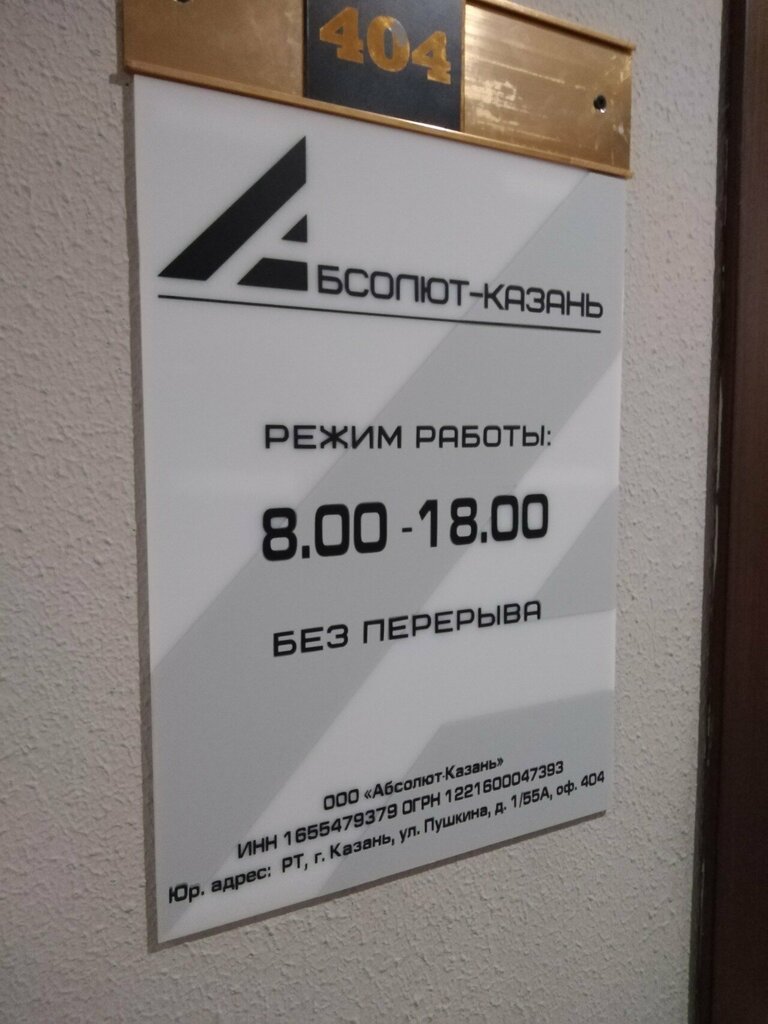 404
АБСОЛЮТ-КАЗАНЬ
РЕЖИМ РАБОТЫ:
8.00 - 18.00
БЕЗ ПЕРЕРЫВА
ООО «Абсолют-Казань»
ИНН 1655479379 ОГРН 1221600047393
Юр. адрес: РТ, г. Казань, ул. Пушкина, д. 1/55А, оф. 404